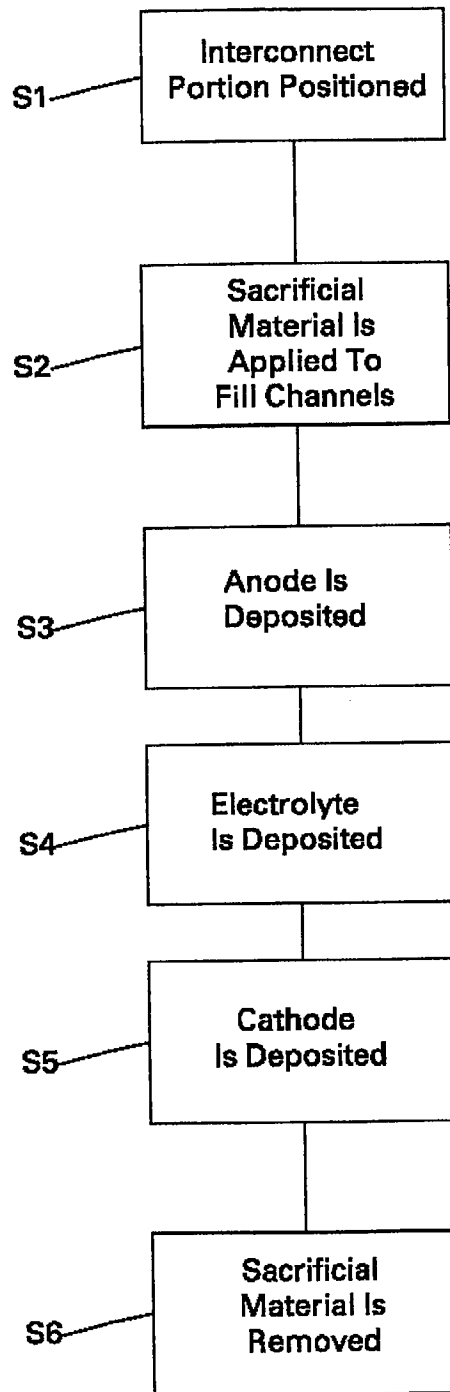 Interconnect
Portion Positioned
S1
Sacrificial
Material Is
Applied To
Fill Channels
S2
Anode Is
Deposited
S3
Electrolyte
Is Deposited
S4
Cathode
Is Deposited
S5
Sacrificial
Material Is
Removed
S6